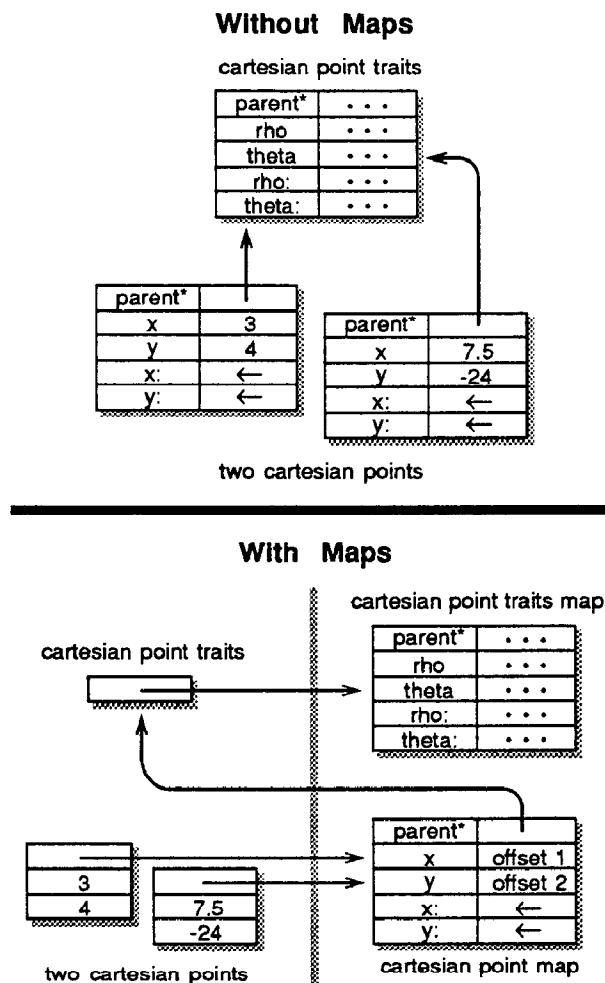 Without Maps
cartesian point traits
parent* · · ·
rho · · ·
theta · · ·
rho: · · ·
theta: · · ·
parent*
x 3
y 4
x: ←
y: ←
parent*
x 7.5
y -24
x: ←
y: ←
two cartesian points
With Maps
cartesian point traits
cartesian point traits map
parent* · · ·
rho · · ·
theta · · ·
rho: · · ·
theta: · · ·
3
4
7.5
-24
two cartesian points
parent*
x offset 1
y offset 2
x: ←
y: ←
cartesian point map